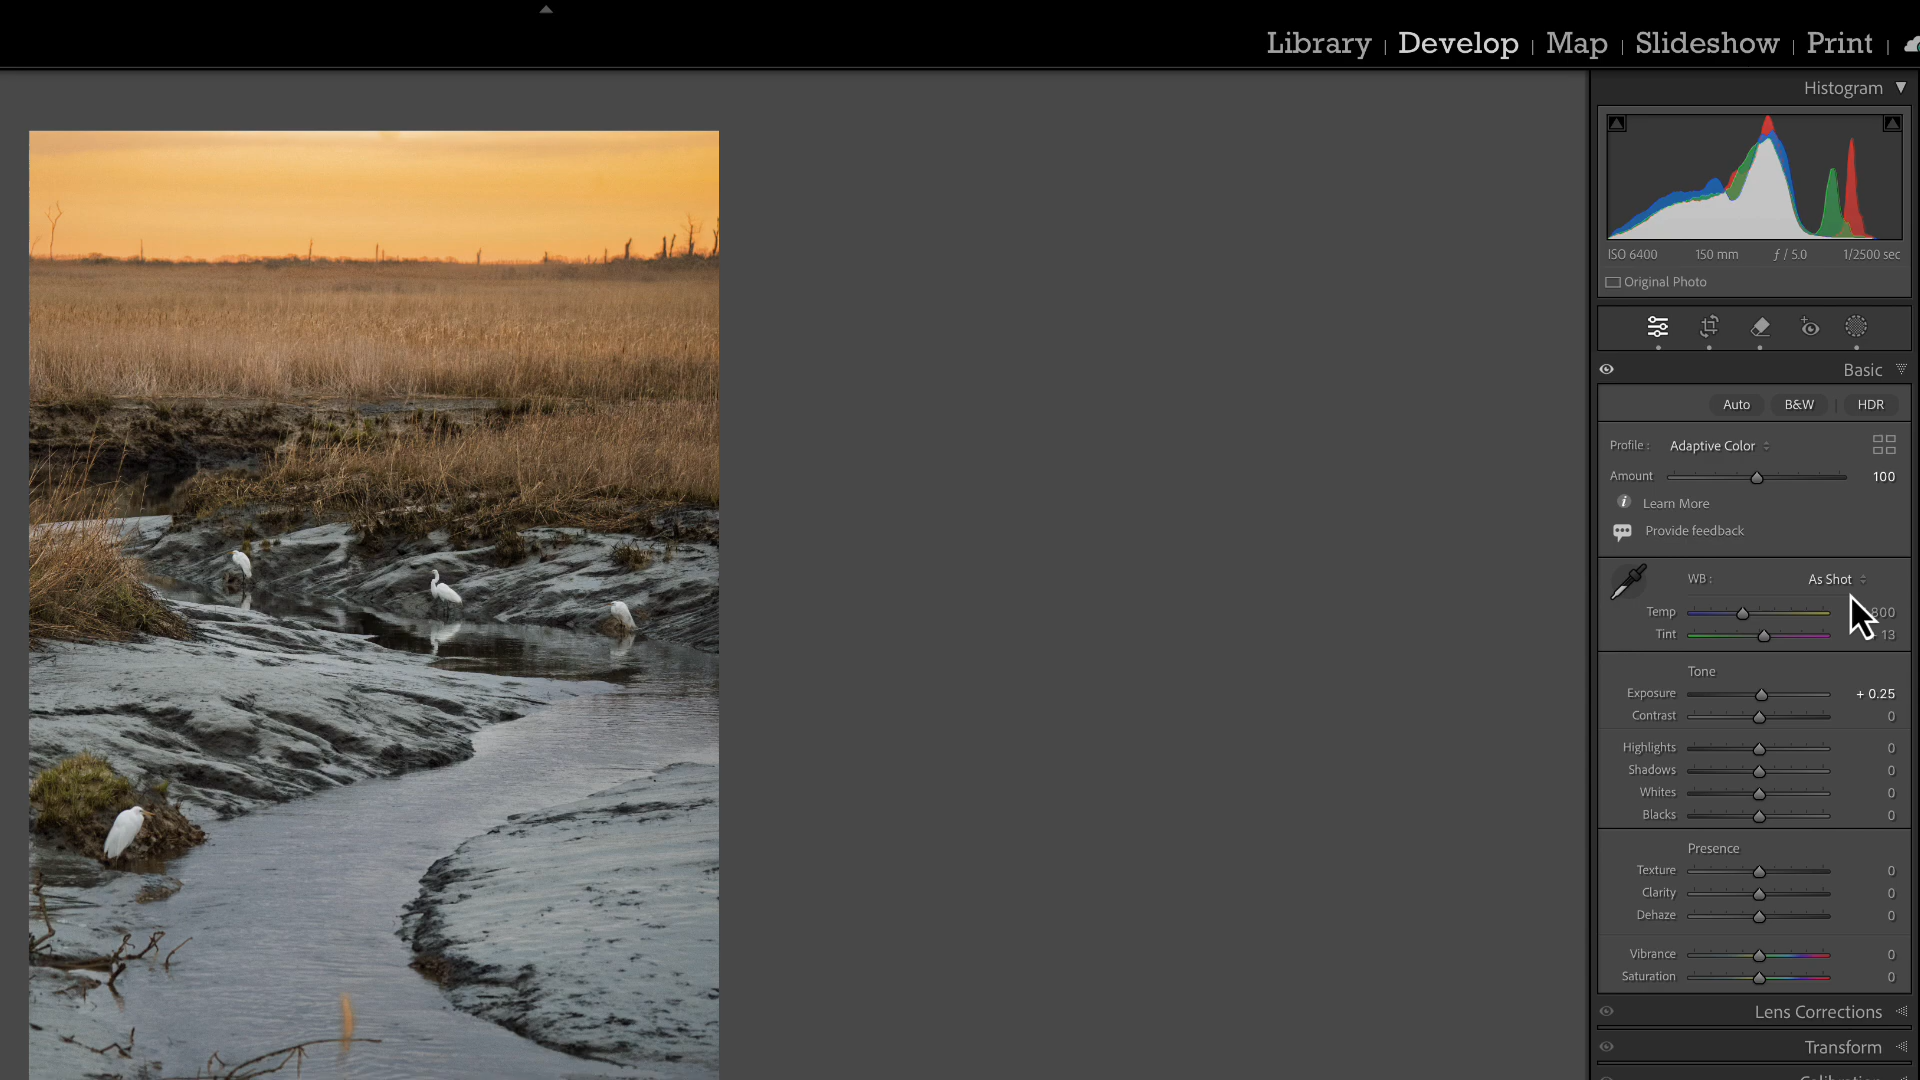 Library | Develop | Map | Slideshow | Print |
Histogram
ISO 6400 150 mm ƒ / 5.0 1/2500 sec
Original Photo
Basic
Auto B&W | HDR
Profile : Adaptive Color
Amount 100
i Learn More
Provide feedback
WB : As Shot
Temp 800
Tint 13
Tone
Exposure + 0.25
Contrast 0
Highlights 0
Shadows 0
Whites 0
Blacks 0
Presence
Texture 0
Clarity 0
Dehaze 0
Vibrance 0
Saturation 0
Lens Corrections
Transform